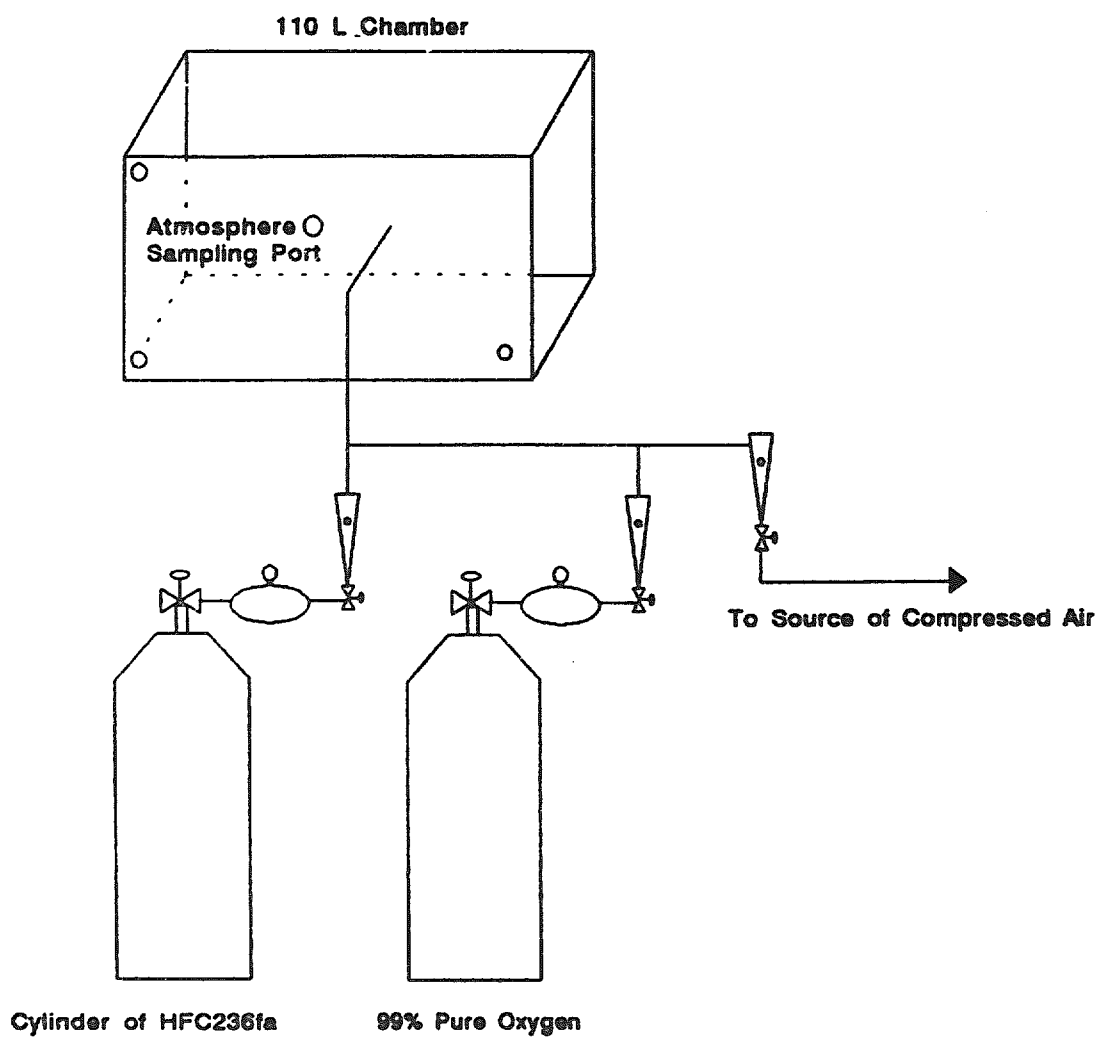 110 L Chamber
Atmosphere
Sampling Port
To Source of Compressed Air
Cylinder of HFC236fa
99% Pure Oxygen